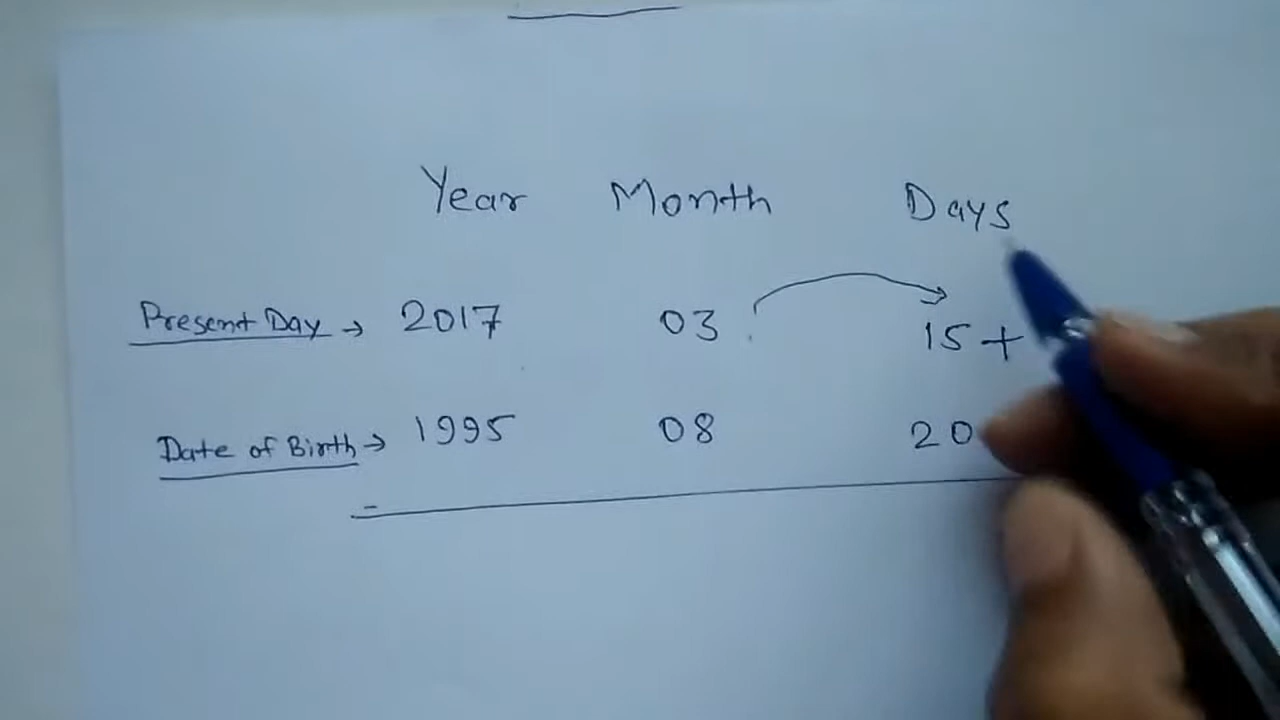 Year Month Days
Present Day → 2017 03 15 +
Date of Birth → 1995 08 20
-